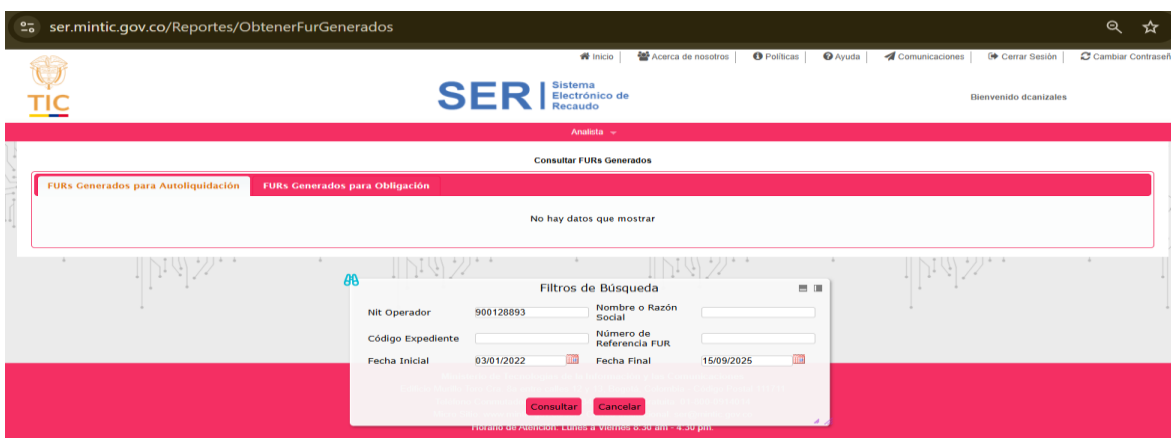 ser.mintic.gov.co/Reportes/ObtenerFurGenerados
Inicio | Acerca de nosotros | Políticas | Ayuda | Comunicaciones | Cerrar Sesión | Cambiar Contraseñ
TIC
SER | Sistema
Electrónico de
Recaudo
Bienvenido dcanizales
Analista
Consultar FURs Generados
FURs Generados para Autoliquidación FURs Generados para Obligación
No hay datos que mostrar
Filtros de Búsqueda
Nit Operador 900128893 Nombre o Razón
Social
Código Expediente Número de
Referencia FUR
Fecha Inicial 03/01/2022 Fecha Final 15/09/2025
Consultar Cancelar
Horario de Atención: Lunes a Viernes 8:30 am - 4:30 pm.